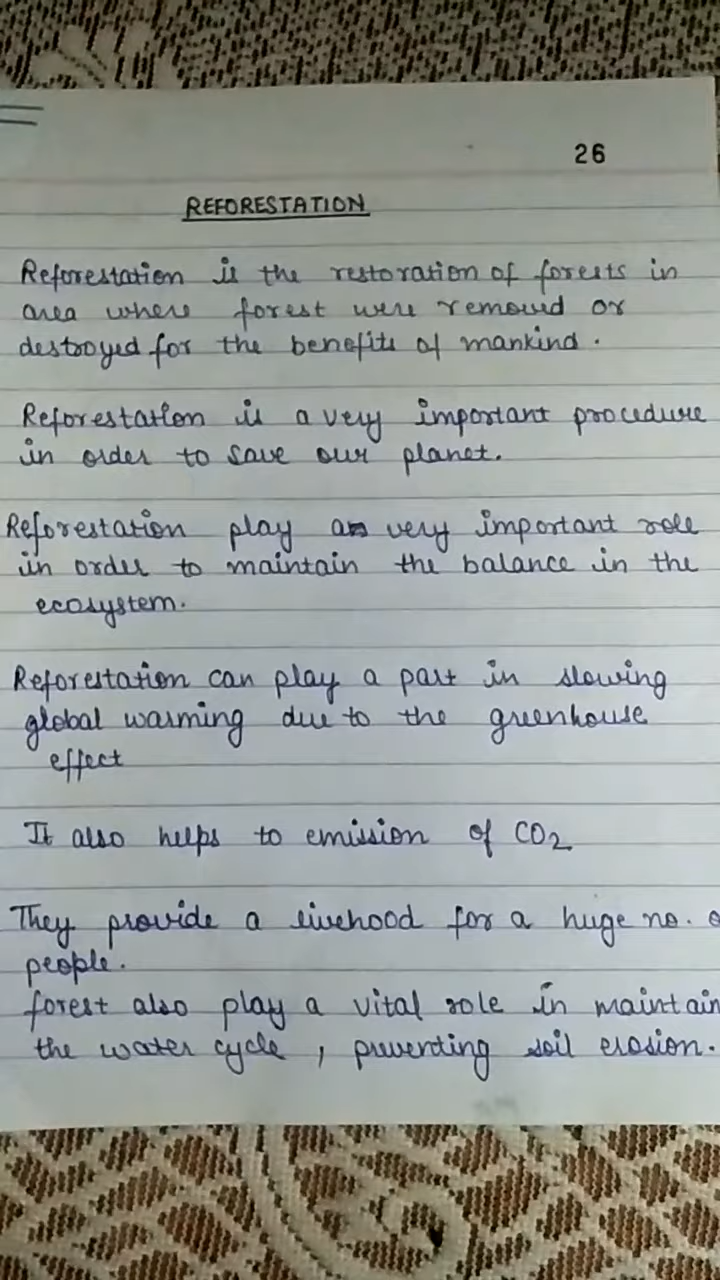 26
REFORESTATION
Reforestation is the restoration of forests in
area where forest were removed or
destroyed for the benefits of mankind.
Reforestation is a very important procedure
in order to save our planet.
Reforestation play a very important role
in order to maintain the balance in the
ecosystem.
Reforestation can play a part in slowing
global warming due to the greenhouse
effect
It also helps to emission of CO2
They provide a livehood for a huge no.
people.
forest also play a vital role in maintain
the water cycle, preventing soil erosion.